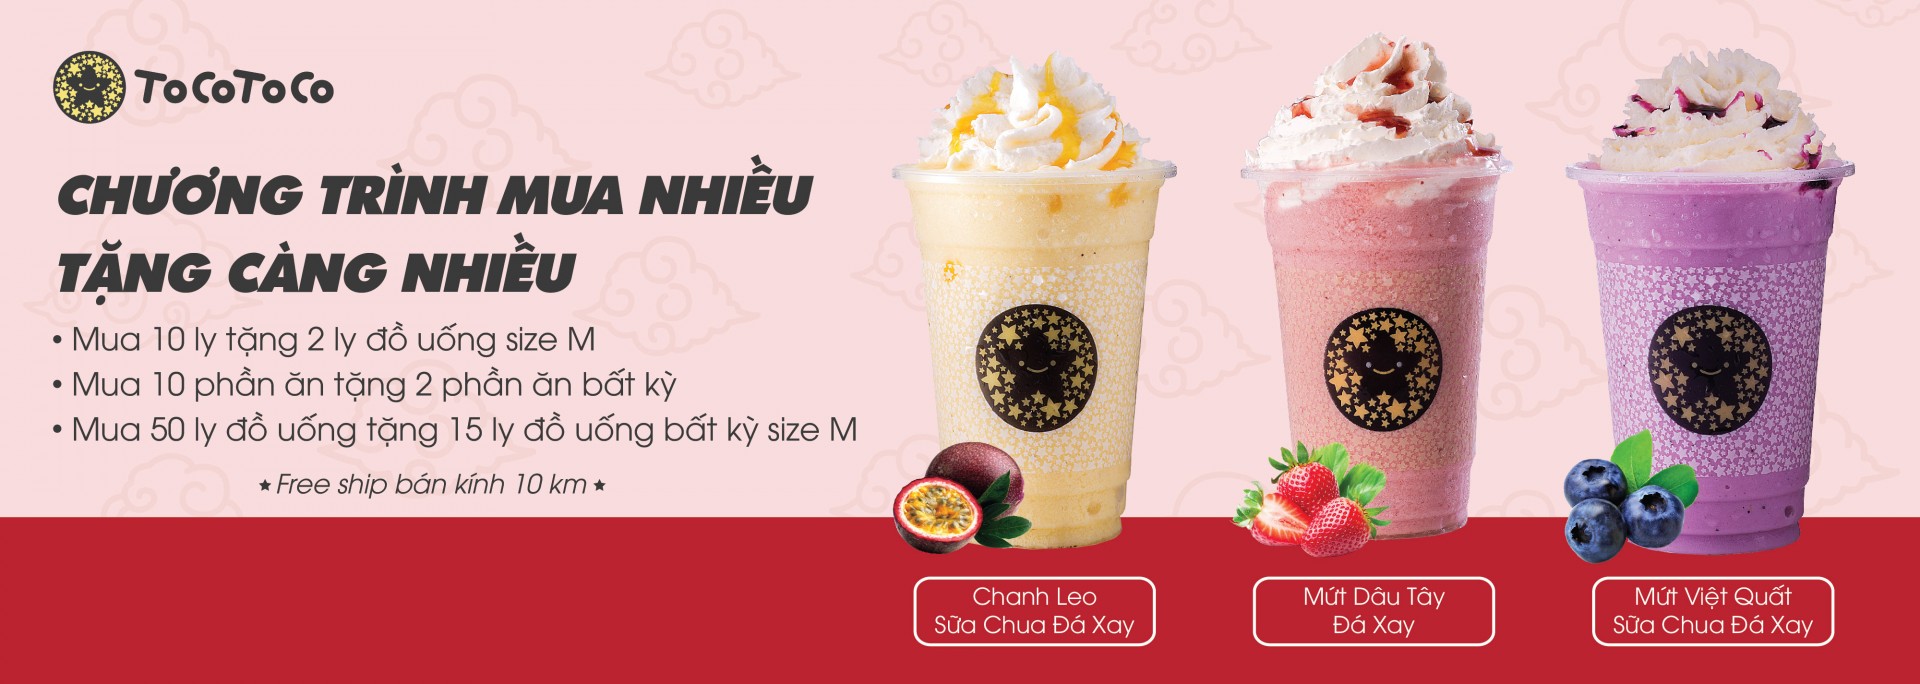 ToCoToCo
CHƯƠNG TRÌNH MUA NHIỀU
TẶNG CÀNG NHIỀU
• Mua 10 ly tặng 2 ly đồ uống size M
• Mua 10 phần ăn tặng 2 phần ăn bất kỳ
• Mua 50 ly đồ uống tặng 15 ly đồ uống bất kỳ size M
★ Free ship bán kính 10 km ★
Chanh Leo
Sữa Chua Đá Xay
Mứt Dâu Tây
Đá Xay
Mứt Việt Quất
Sữa Chua Đá Xay